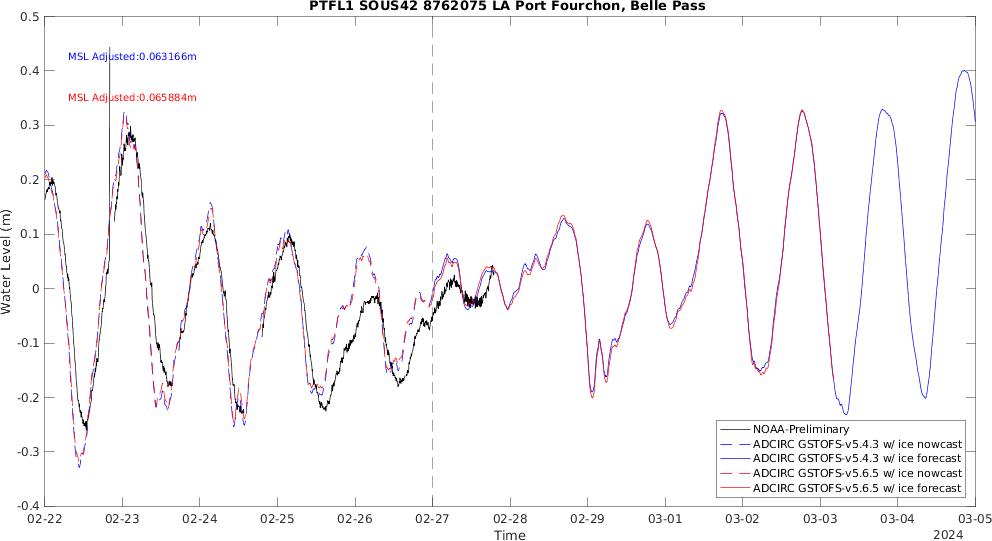 PTFL1 SOUS42 8762075 LA Port Fourchon, Belle Pass
0.5
0.4
0.3
0.2
0.1
0
-0.1
-0.2
-0.3
-0.4
Water Level (m)
MSL Adjusted:0.063166m
MSL Adjusted:0.065884m
NOAA-Preliminary
ADCIRC GSTOFS-v5.4.3 w/ ice nowcast
ADCIRC GSTOFS-v5.4.3 w/ ice forecast
ADCIRC GSTOFS-v5.6.5 w/ ice nowcast
ADCIRC GSTOFS-v5.6.5 w/ ice forecast
02-22 02-23 02-24 02-25 02-26 02-27 02-28 02-29 03-01 03-02 03-03 03-04 03-05
Time
2024